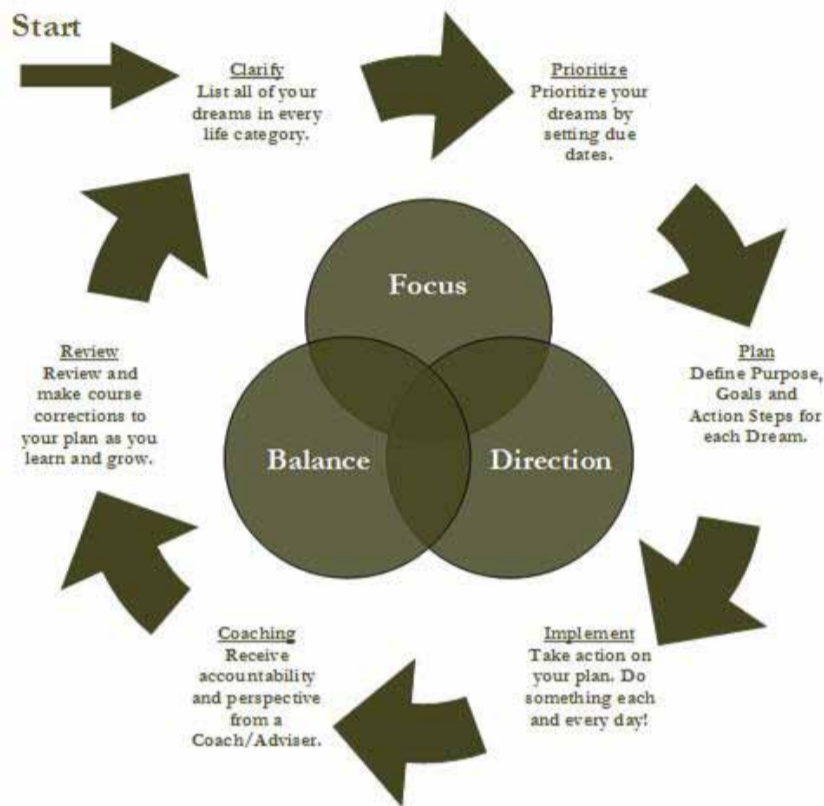 Start
Clarify
List all of your
dreams in every
life category.
Prioritize
Prioritize your
dreams by
setting due
dates.
Focus
Plan
Define Purpose,
Goals and
Action Steps for
each Dream.
Review
Review and
make course
corrections to
your plan as you
learn and grow.
Balance
Direction
Implement
Take action on
your plan. Do
something each
and every day!
Coaching
Receive
accountability
and perspective
from a
Coach/Adviser.